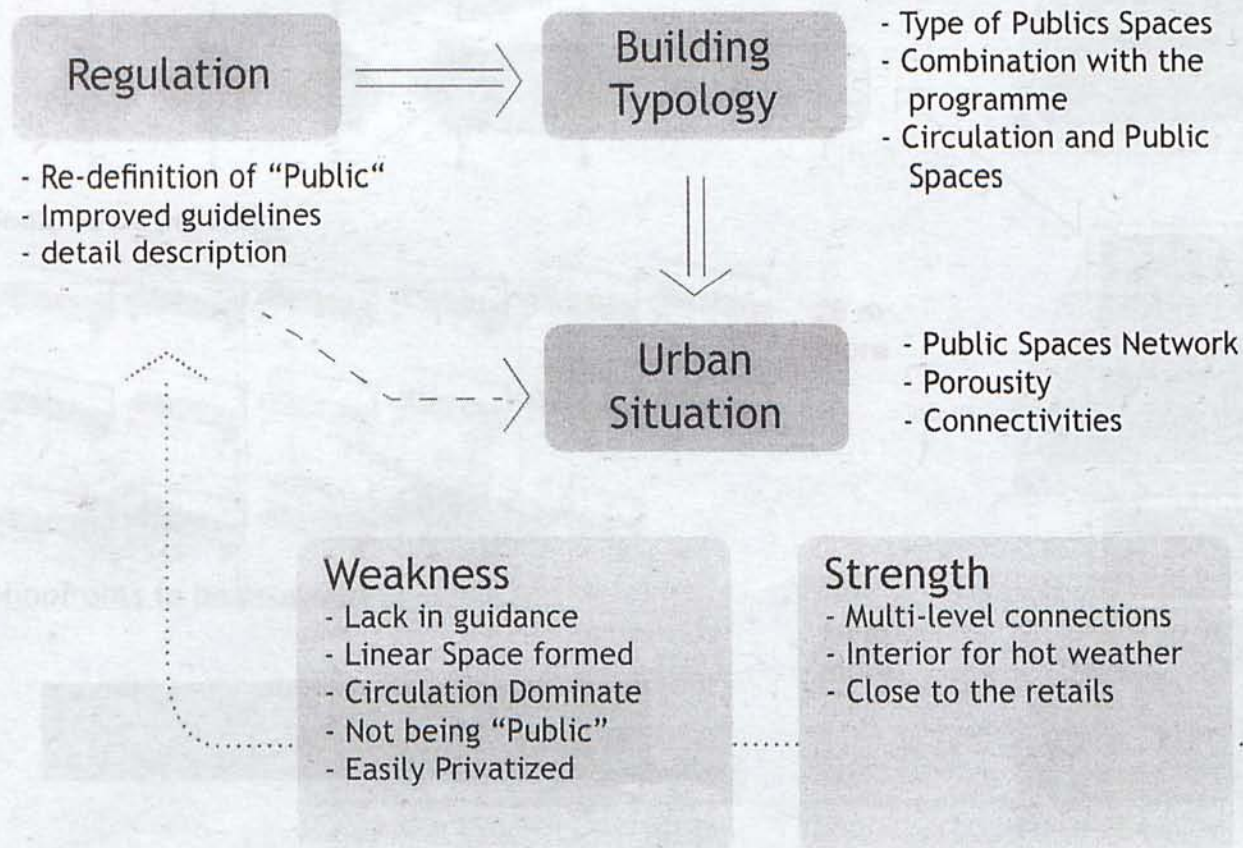 Regulation
- Re-definition of “Public“
- Improved guidelines
- detail description
Building
Typology
- Type of Publics Spaces
- Combination with the
programme
- Circulation and Public
Spaces
Urban
Situation
- Public Spaces Network
- Porousity
- Connectivities
Weakness
- Lack in guidance
- Linear Space formed
- Circulation Dominate
- Not being “Public”
- Easily Privatized
Strength
- Multi-level connections
- Interior for hot weather
- Close to the retails